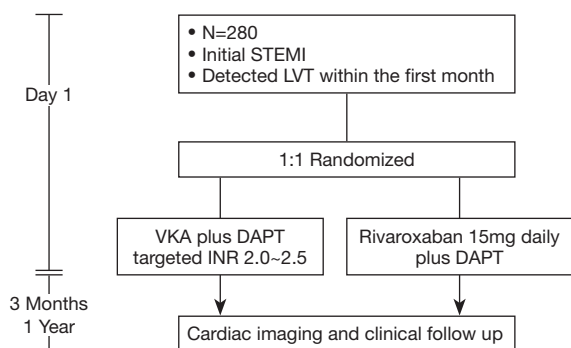 • N=280
• Initial STEMI
• Detected LVT within the first month
Day 1
1:1 Randomized
VKA plus DAPT
targeted INR 2.0~2.5
Rivaroxaban 15mg daily
plus DAPT
3 Months
1 Year
Cardiac imaging and clinical follow up